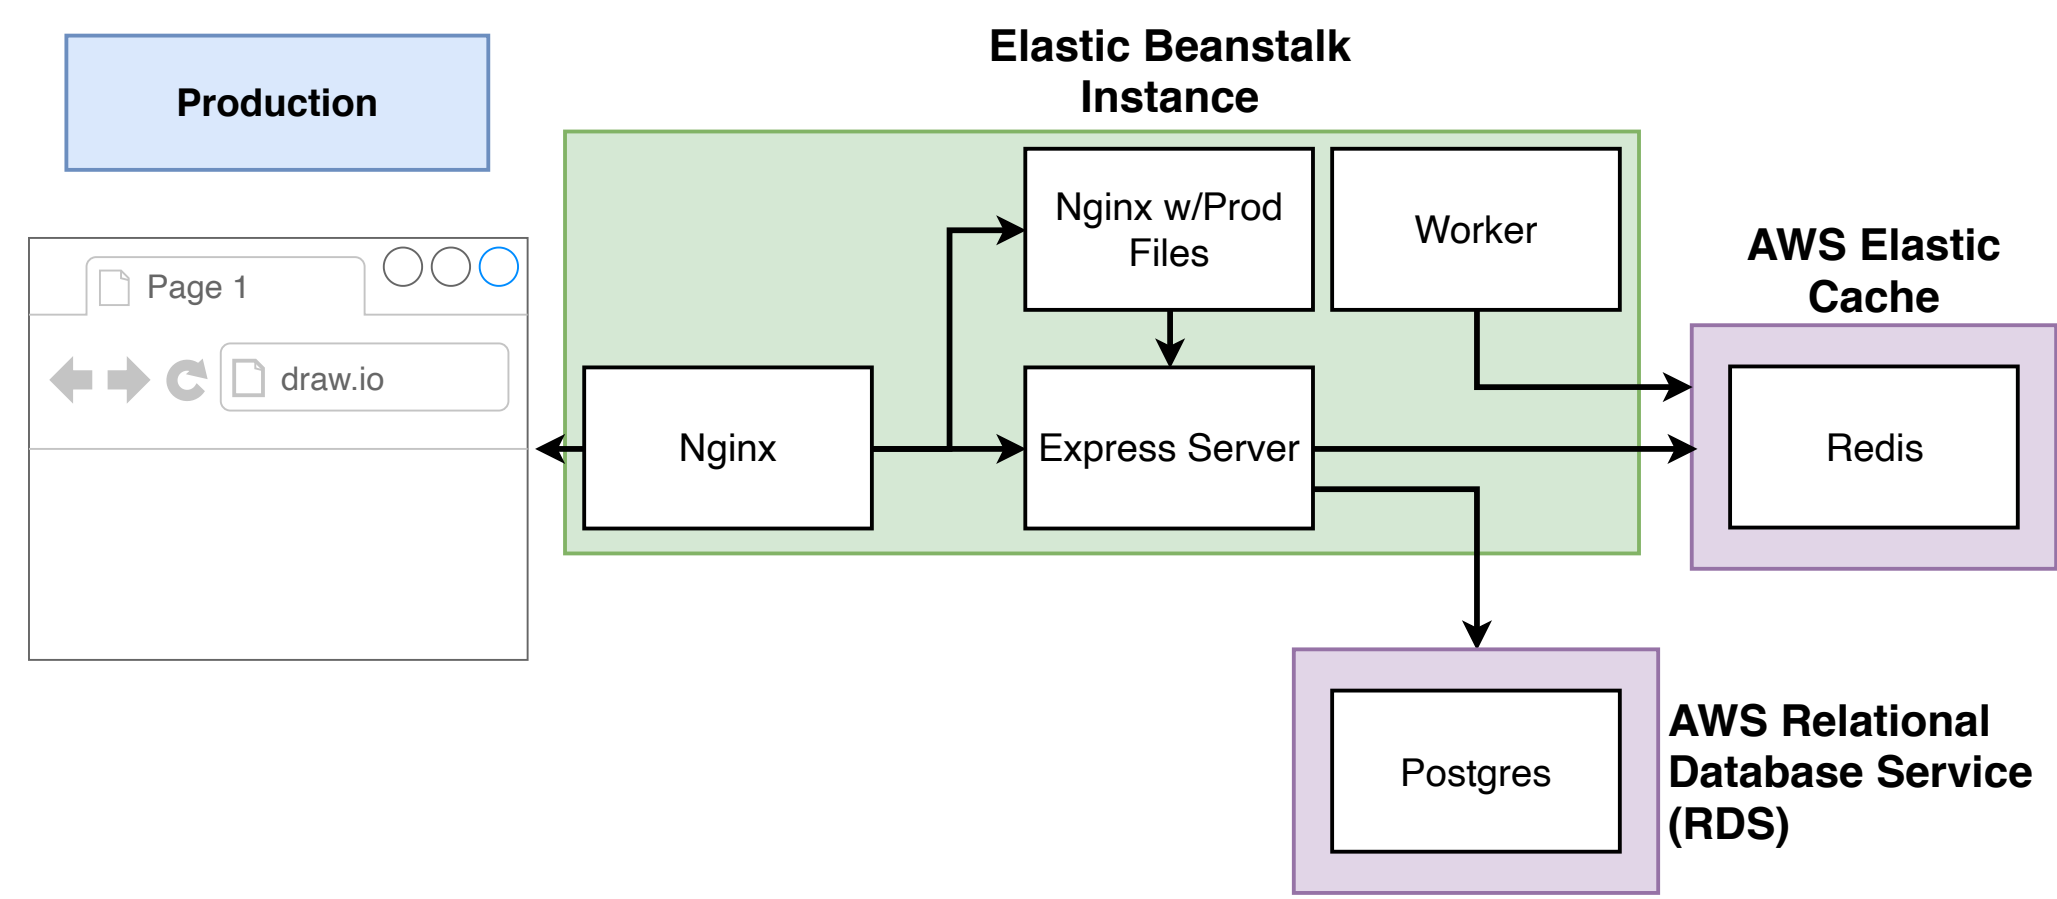 Production
Elastic Beanstalk
Instance
Page 1
draw.io
Nginx
Nginx w/Prod
Files
Worker
Express Server
AWS Elastic
Cache
Redis
Postgres
AWS Relational
Database Service
(RDS)